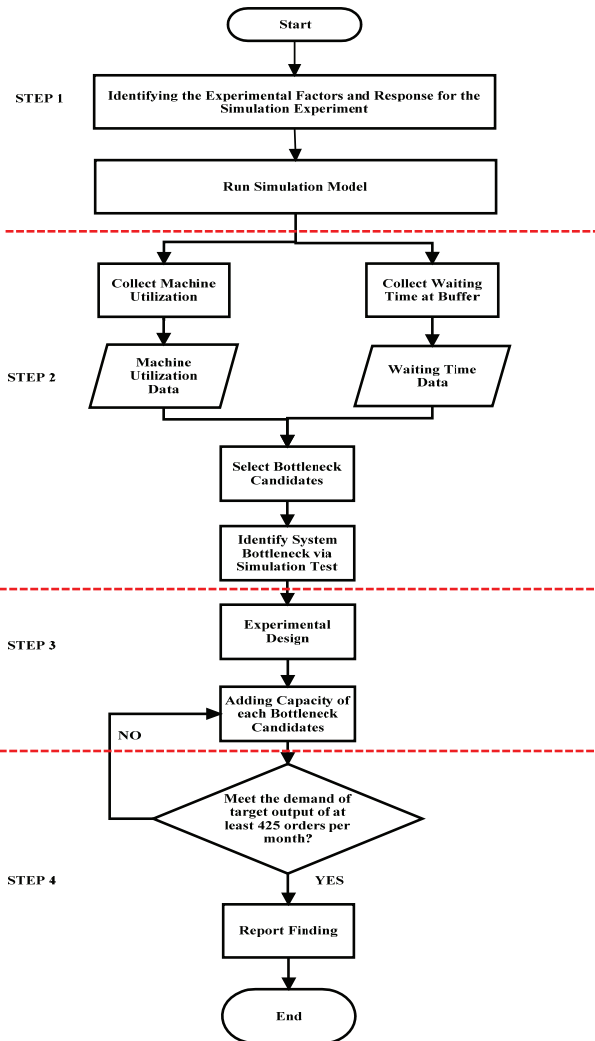 Start
STEP 1
Identifying the Experimental Factors and Response for the
Simulation Experiment
Run Simulation Model
Collect Machine
Utilization
Collect Waiting
Time at Buffer
STEP 2
Machine
Utilization
Data
Waiting Time
Data
Select Bottleneck
Candidates
Identify System
Bottleneck via
Simulation Test
STEP 3
Experimental
Design
Adding Capacity of
each Bottleneck
Candidates
NO
Meet the demand of
target output of at
least 425 orders per
month?
STEP 4
YES
Report Finding
End